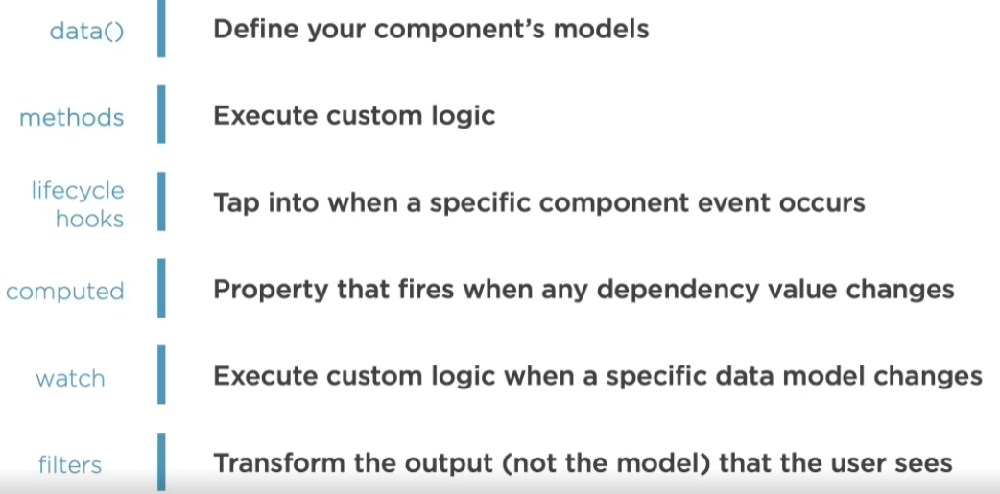 data() Define your component's models
methods Execute custom logic
lifecycle
hooks Tap into when a specific component event occurs
computed Property that fires when any dependency value changes
watch Execute custom logic when a specific data model changes
filters Transform the output (not the model) that the user sees